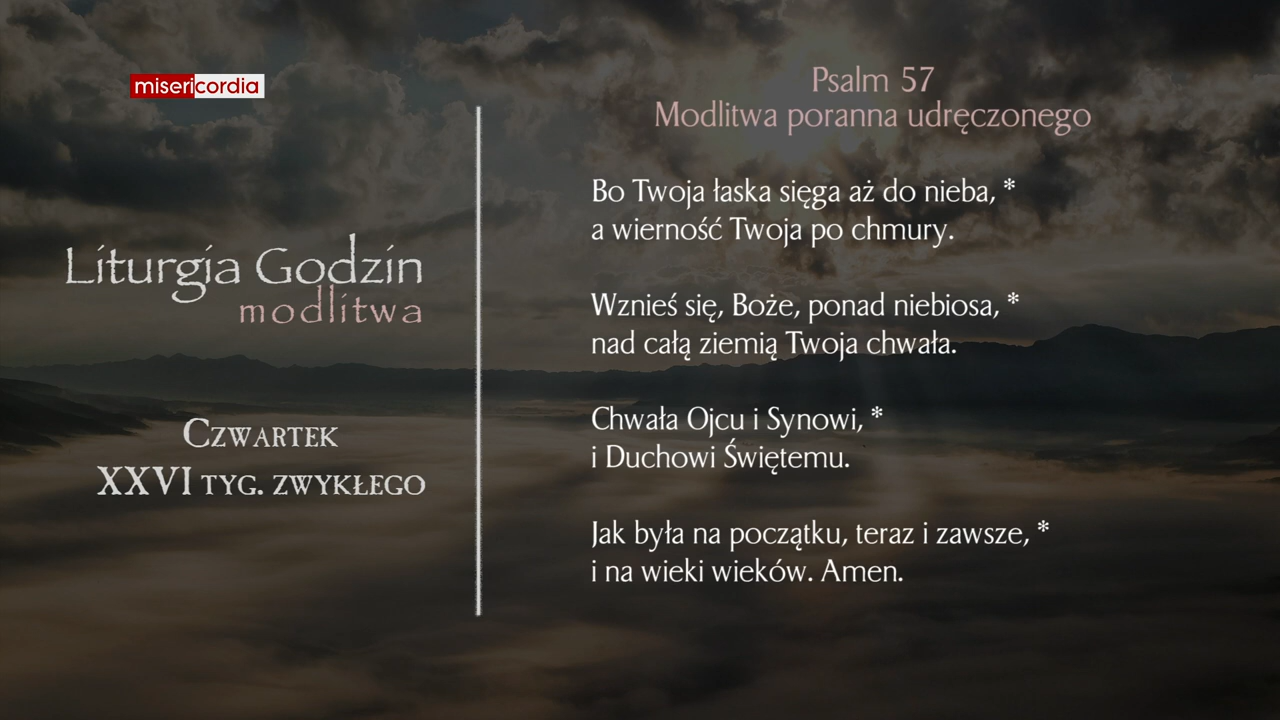 misericordia
Liturgia Godzin
modlitwa
Czwartek
XXVI tyg. zwykłego
Psalm 57
Modlitwa poranna udręczonego
Bo Twoja łaska sięga aż do nieba, *
a wierność Twoja po chmury.
Wznieś się, Boże, ponad niebiosa, *
nad całą ziemią Twoja chwała.
Chwała Ojcu i Synowi, *
i Duchowi Świętemu.
Jak była na początku, teraz i zawsze, *
i na wieki wieków. Amen.